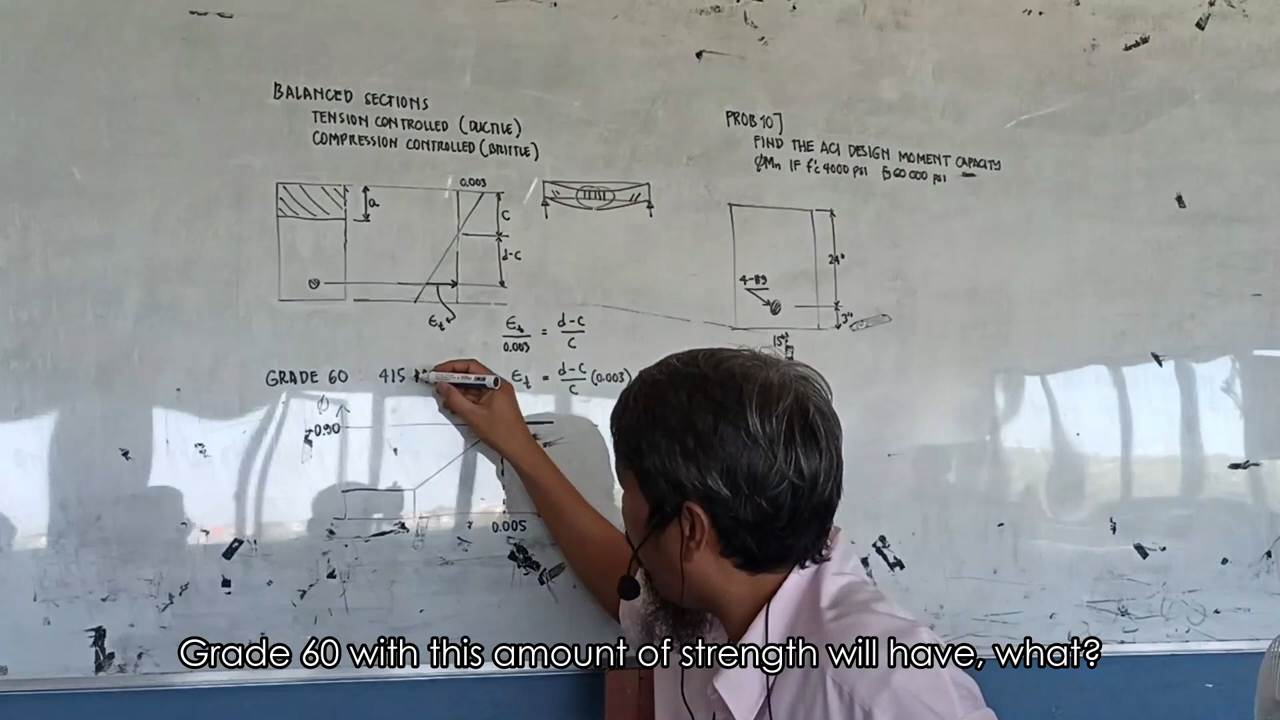 BALANCED SECTIONS
TENSION CONTROLLED (DUCTILE)
COMPRESSION CONTROLLED (BRITTLE)
a
0.003
c
d-c
εt
εt/0.003 = d-c/c
εt = d-c/c (0.003)
GRADE 60 415
ϕ
0.90
0.005
PROB 10]
FIND THE ACI DESIGN MOMENT CAPACITY
ϕMn IF f'c 4000 psi 60 000 psi
24"
4-#9
3"
15"
Grade 60 with this amount of strength will have, what?